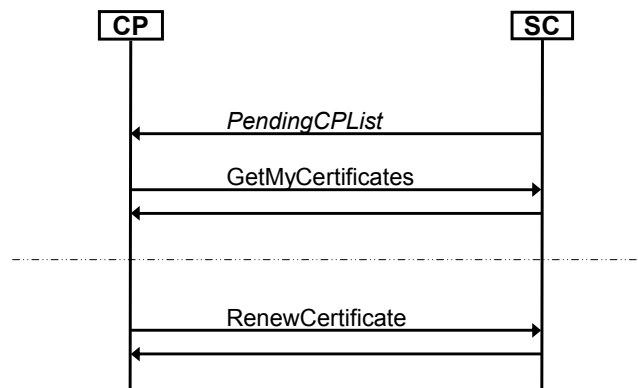 CP SC
PendingCPList
GetMyCertificates
RenewCertificate